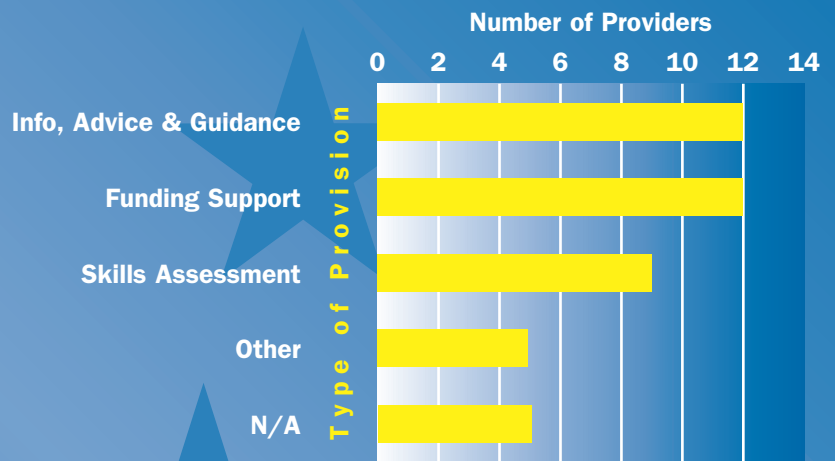 Number of Providers
0 2 4 6 8 10 12 14
Type of Provision
Info, Advice & Guidance
Funding Support
Skills Assessment
Other
N/A